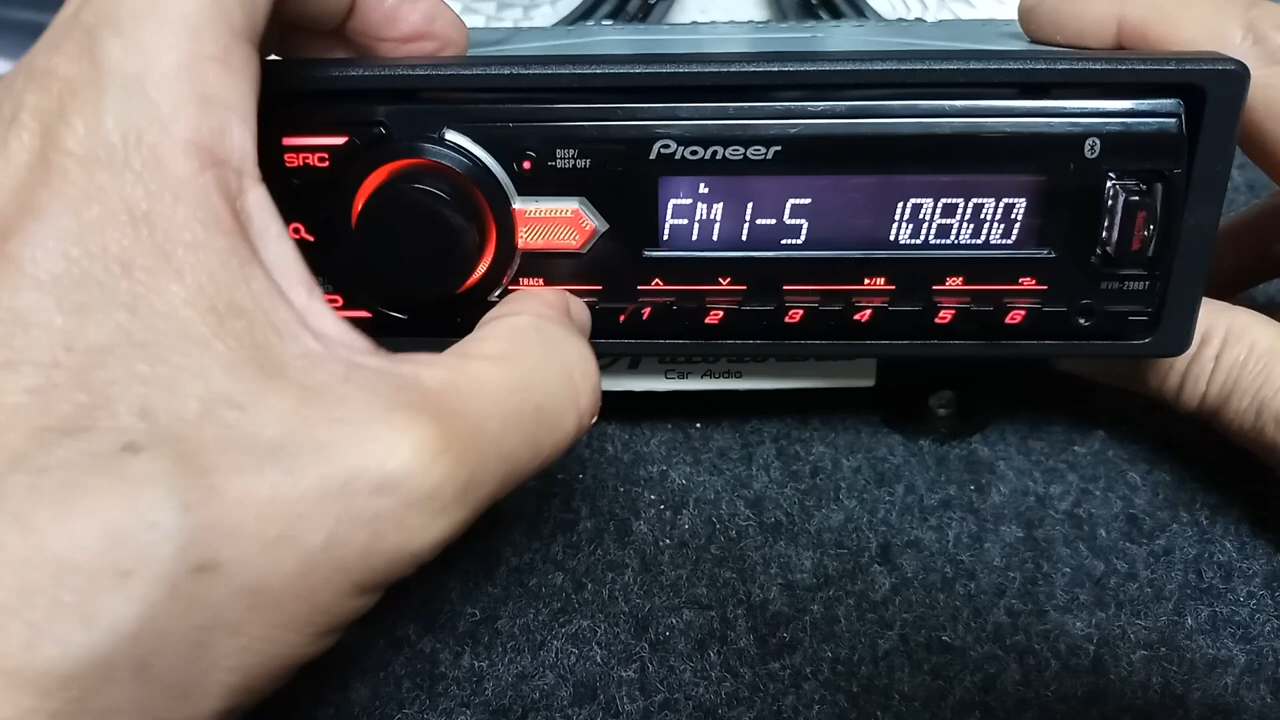 SRC
DISP/
DISP OFF
Pioneer
FM1-5 108.00
SanDisk
TRACK
MVH-298BT
1 2 3 4 5 6
Car Audio